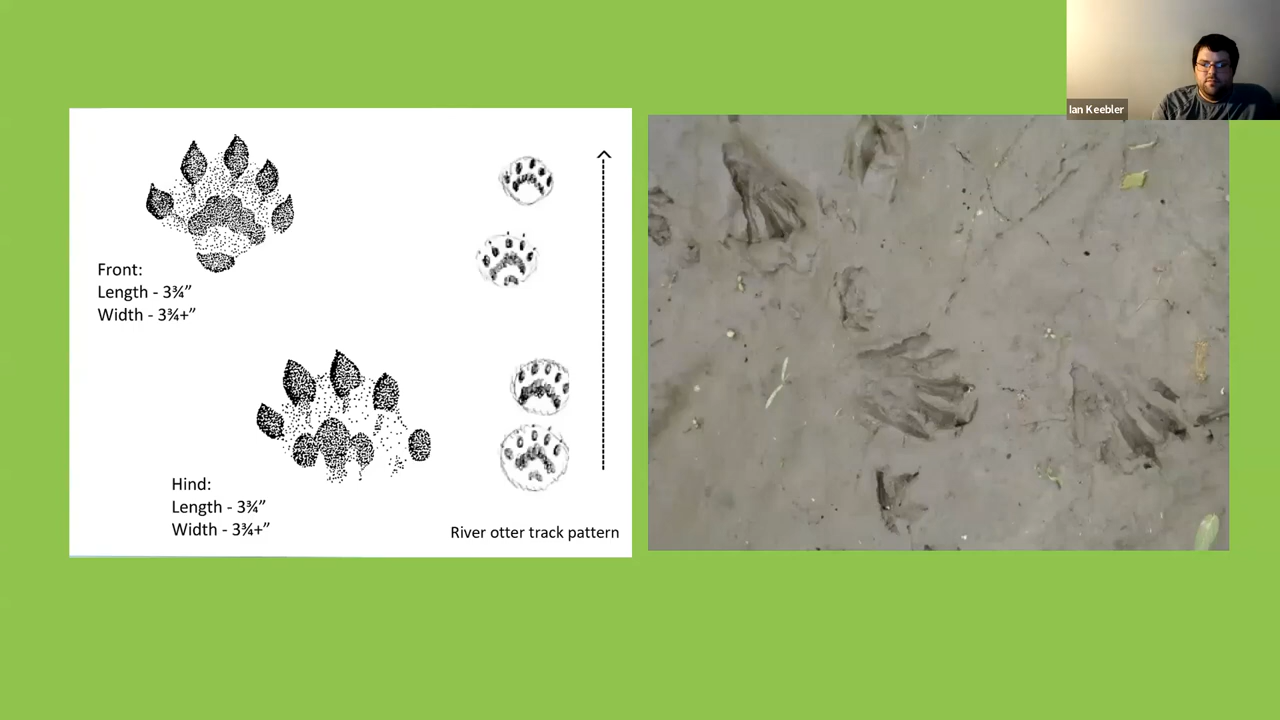 Ian Keebler
Front:
Length - 3¾”
Width - 3¾+”
Hind:
Length - 3¾”
Width - 3¾+”
River otter track pattern